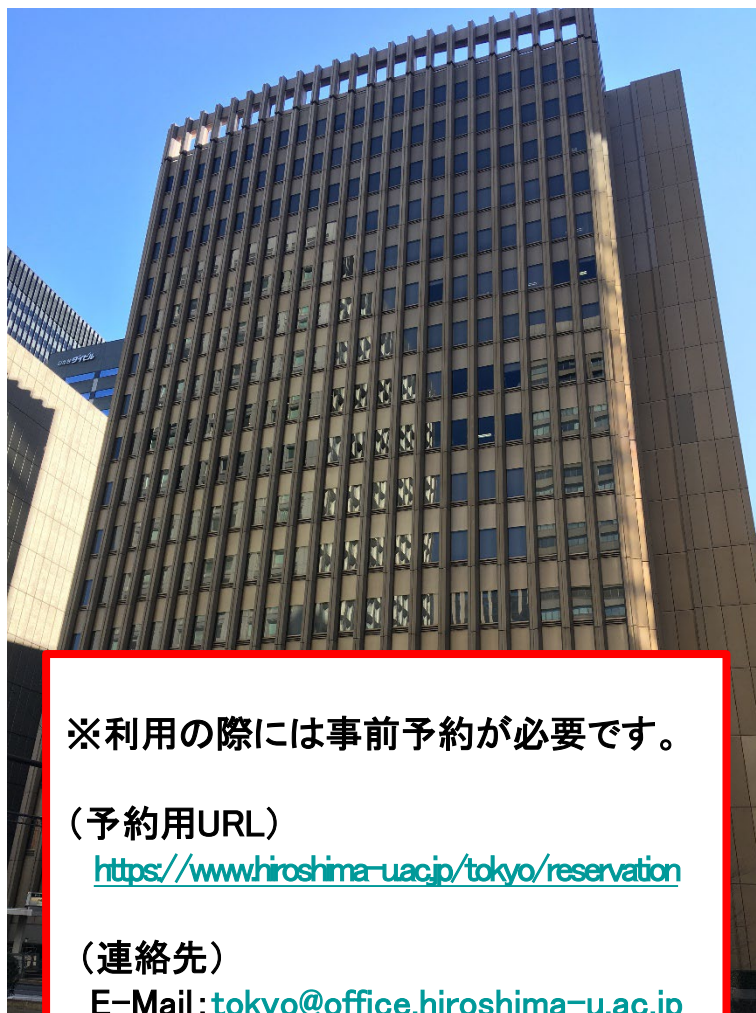 ※利用の際には事前予約が必要です。
(予約用URL)
https://www.hiroshima-u.ac.jp/tokyo/reservation
(連絡先)
E-Mail:tokyo@office.hiroshima-u.ac.jp